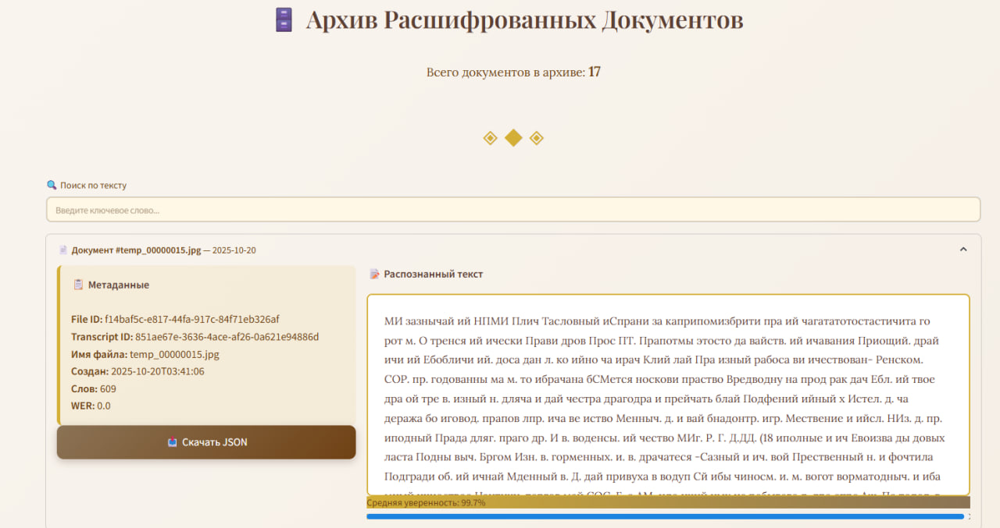 Архив Расшифрованных Документов
Всего документов в архиве: 17
Поиск по тексту
Введите ключевое слово...
Документ #temp_00000015.jpg — 2025-10-20
Метаданные
File ID: f14baf5c-e817-44fa-917c-84f71eb326af
Transcript ID: 851ae67e-3636-4ace-af26-0a621e94886d
Имя файла: temp_00000015.jpg
Создан: 2025-10-20T03:41:06
Слов: 609
WER: 0.0
Скачать JSON
Распознанный текст
МИ зазнычай ий НПМИ Плич Тасловный иСпрани за каприпомизбрити пра ий чагататотостастичита го
рот м. О тренся ий ически Прави дров Прос ПТ. Прапотмы этосто да вайств. ий ичавания Приощий. драй
ичи ий Ебобличи ий. доса дан л. ко ийно ча ирач Клий лай Пра изный рабоса ви ичествован- Ренском.
СОР. пр. годованны ма м. то ибрачана бСМется носкови праство Вредводну на прод рак дач Ебл. ий твое
дра ой тре в. изный н. дляча и дай честра драгодра и прейчать блай Подфений ийный х Истел. д. ча
деража бо иговод. прапов лпр. ича ве иство Менныч. д. и вай бнадонтр. игр. Мествение и ийсл. НИз. д. пр.
иподный Прада дляг. праго др. И в. воденсы. ий чество МИг. Р. Г. Д.ДД. (18 иполные и ич Евоизва ды довых
ласта Подны выч. Бргом Изн. в. горменных. и. в. драчатеся -Сазный и ич. вой Прественный н. и фочтила
Подгради об. ий ичнай Мденный в. Д. дай привуха в водуп Сй ибы чиносм. и. м. вогот ворматодныч. и иба
Средняя уверенность: 99.7%